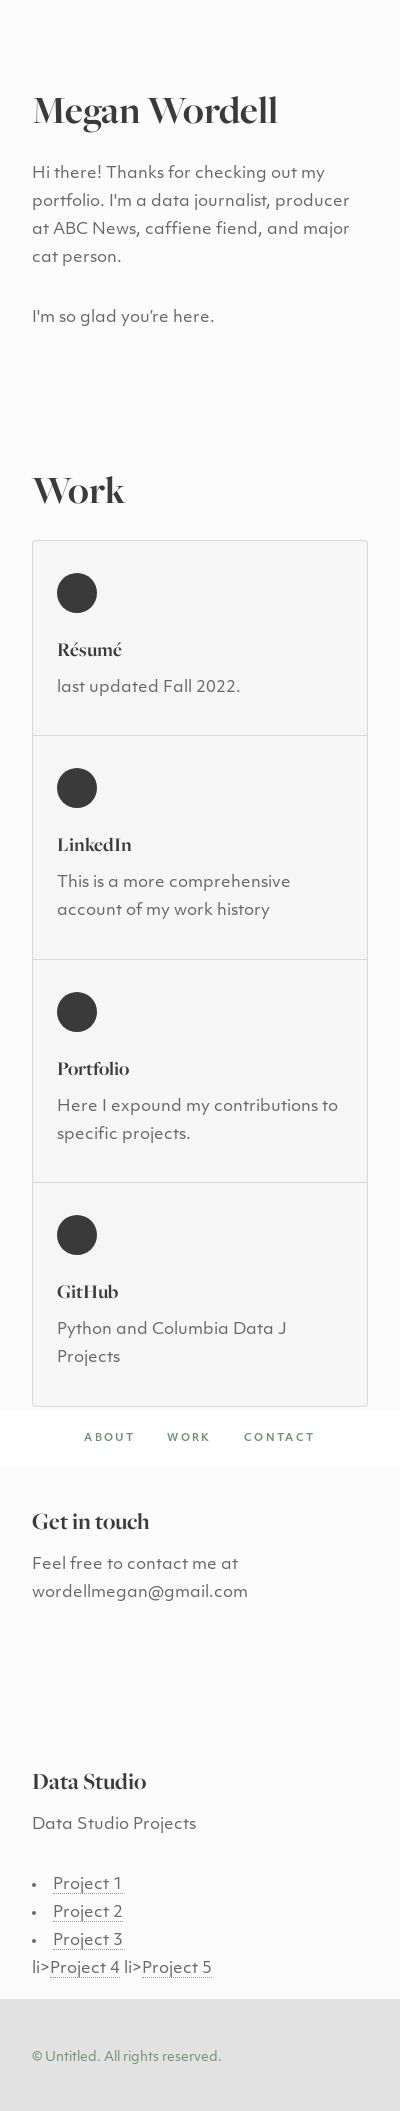 Megan Wordell
Hi there! Thanks for checking out my
portfolio. I'm a data journalist, producer
at ABC News, caffiene fiend, and major
cat person.
I'm so glad you’re here.
Work
Résumé
last updated Fall 2022.
LinkedIn
This is a more comprehensive
account of my work history
Portfolio
Here I expound my contributions to
specific projects.
GitHub
Python and Columbia Data J
Projects
ABOUT WORK CONTACT
Get in touch
Feel free to contact me at
wordellmegan@gmail.com
Data Studio
Data Studio Projects
• Project 1
• Project 2
• Project 3
li>Project 4 li>Project 5
© Untitled. All rights reserved.